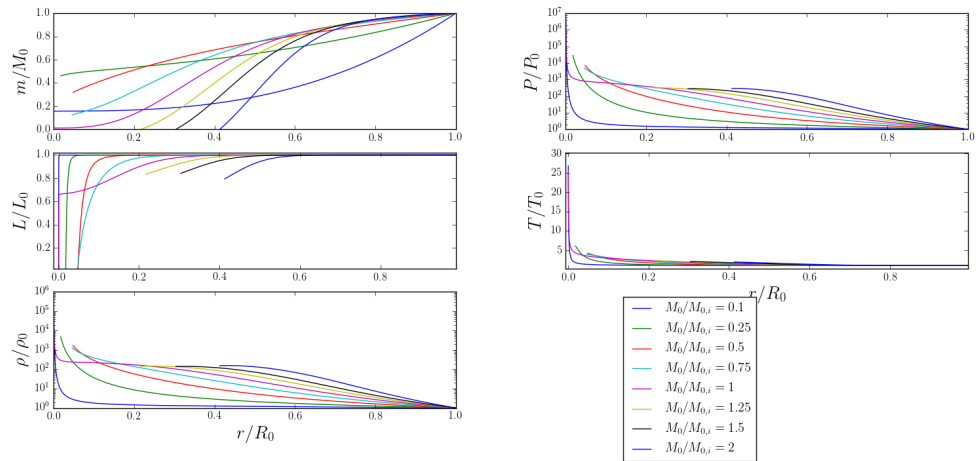 m/M_0
1.0
0.8
0.6
0.4
0.2
0.0
0.0 0.2 0.4 0.6 0.8 1.0
P/P_0
10^7
10^6
10^5
10^4
10^3
10^2
10^1
10^0
0.0 0.2 0.4 0.6 0.8 1.0
L/L_0
1.0
0.8
0.6
0.4
0.2
0.0 0.2 0.4 0.6 0.8
T/T_0
30
25
20
15
10
5
0.0 0.2 0.4 0.6 0.8
r/R_0
ρ/ρ_0
10^6
10^5
10^4
10^3
10^2
10^1
10^0
0.0 0.2 0.4 0.6 0.8 1.0
r/R_0
M_0/M_{0,i} = 0.1
M_0/M_{0,i} = 0.25
M_0/M_{0,i} = 0.5
M_0/M_{0,i} = 0.75
M_0/M_{0,i} = 1
M_0/M_{0,i} = 1.25
M_0/M_{0,i} = 1.5
M_0/M_{0,i} = 2